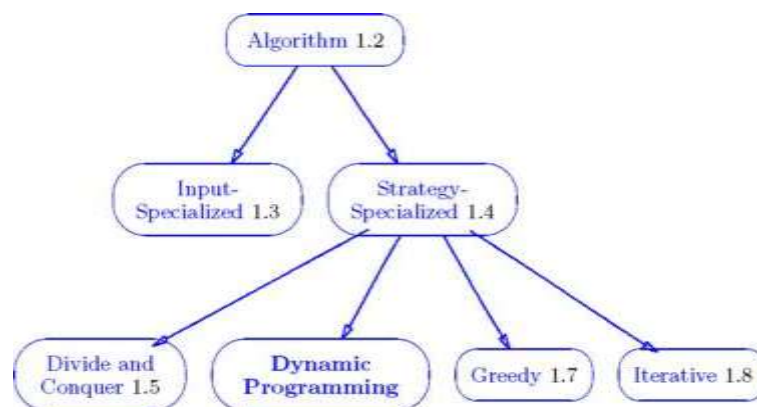 Algorithm 1.2
Input-
Specialized 1.3
Strategy-
Specialized 1.4
Divide and
Conquer 1.5
Dynamic
Programming
Greedy 1.7
Iterative 1.8